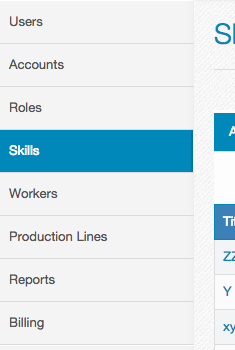 Users
Accounts
Roles
Skills
Workers
Production Lines
Reports
Billing
Y